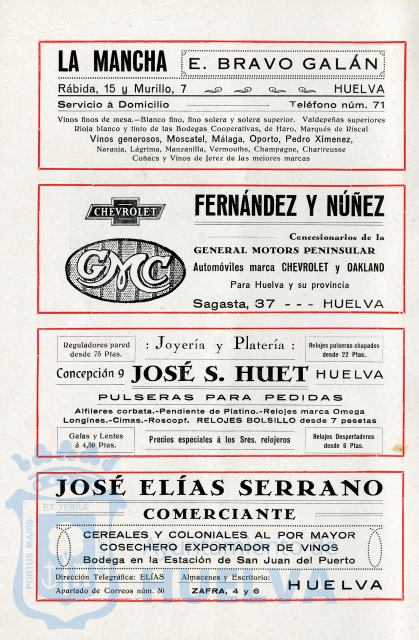 LA MANCHA E. BRAVO GALÁN
Rábida, 15 y Murillo, 7 HUELVA
Servicio á Domicilio Teléfono núm. 71
Vinos finos de mesa.—Blanco fino, fino solera y solera superior. Valdepeñas superiores
Rioja blanco y tinto de las Bodegas Cooperativas, de Haro, Marqués de Riscal
Vinos generosos, Moscatel, Málaga, Oporto, Pedro Ximenez,
Naranja, Lágrima, Manzanilla, Vermouths, Champagne, Chartreusse
Coñacs y Vinos de Jerez de las mejores marcas
CHEVROLET FERNÁNDEZ Y NÚÑEZ
Concesionarios de la
GENERAL MOTORS PENINSULAR
GMC
Automóviles marca CHEVROLET y OAKLAND
Para Huelva y su provincia
Sagasta, 37 - - - HUELVA
Reguladores pared
desde 75 Ptas.
: Joyería y Platería :
Relojes pulseras chapados
desde 22 Ptas.
Concepción 9 JOSÉ S. HUET HUELVA
PULSERAS PARA PEDIDAS
Alfileres corbata.-Pendiente de Platino.-Relojes marca Omega
Longines.-Cimas.-Roscopf. RELOJES BOLSILLO desde 7 pesetas
Gafas y Lentes
á 4,50 Ptas.
Precios especiales á los Sres. relojeros
Relojes Despertadores
desde 6 Ptas.
JOSÉ ELÍAS SERRANO
COMERCIANTE
CEREALES Y COLONIALES AL POR MAYOR
COSECHERO EXPORTADOR DE VINOS
Bodega en la Estación de San Juan del Puerto
Dirección Telegráfica: ELÍAS
Apartado de Correos núm. 30
Almacenes y Escritorio:
ZAFRA, 4 y 6
HUELVA
PORTUS MARIS
ET TERRÆ
HUELVA